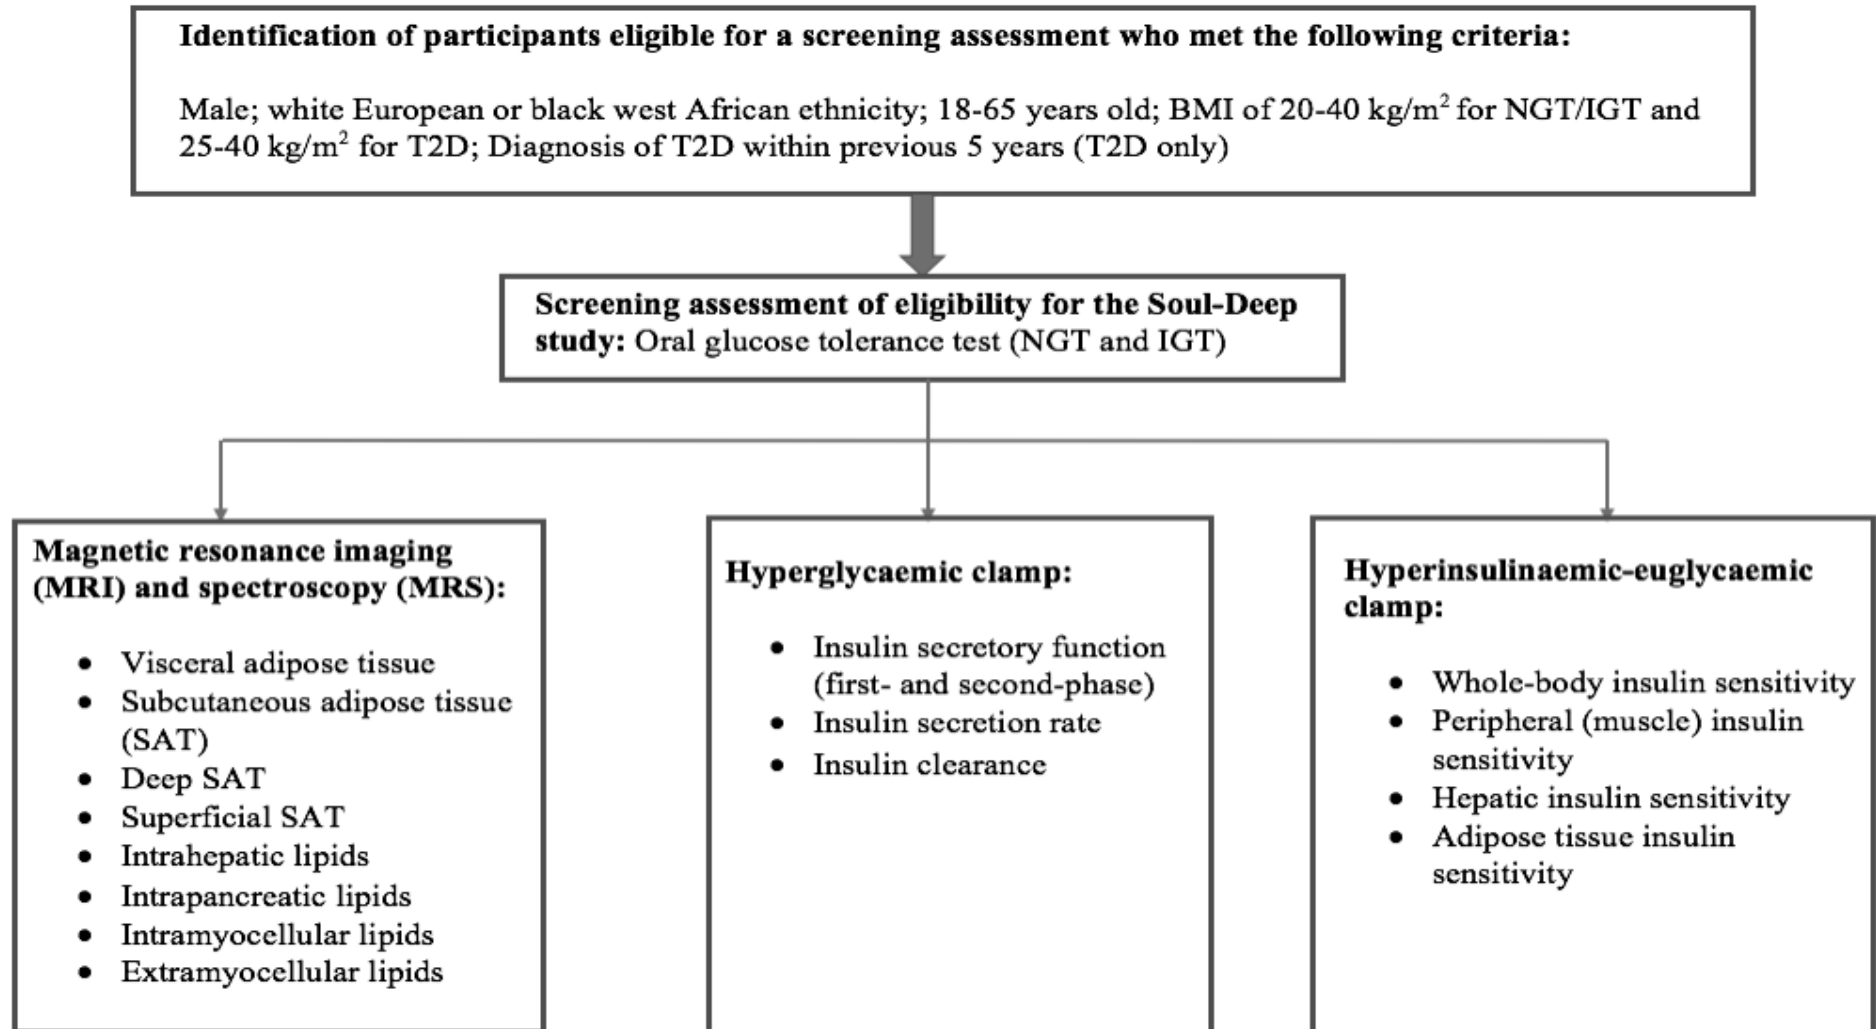 Identification of participants eligible for a screening assessment who met the following criteria:
Male; white European or black west African ethnicity; 18-65 years old; BMI of 20-40 kg/m² for NGT/IGT and
25-40 kg/m² for T2D; Diagnosis of T2D within previous 5 years (T2D only)
Screening assessment of eligibility for the Soul-Deep
study: Oral glucose tolerance test (NGT and IGT)
Magnetic resonance imaging
(MRI) and spectroscopy (MRS):
• Visceral adipose tissue
• Subcutaneous adipose tissue
(SAT)
• Deep SAT
• Superficial SAT
• Intrahepatic lipids
• Intrapancreatic lipids
• Intramyocellular lipids
• Extramyocellular lipids
Hyperglycaemic clamp:
• Insulin secretory function
(first- and second-phase)
• Insulin secretion rate
• Insulin clearance
Hyperinsulinaemic-euglycaemic
clamp:
• Whole-body insulin sensitivity
• Peripheral (muscle) insulin
sensitivity
• Hepatic insulin sensitivity
• Adipose tissue insulin
sensitivity